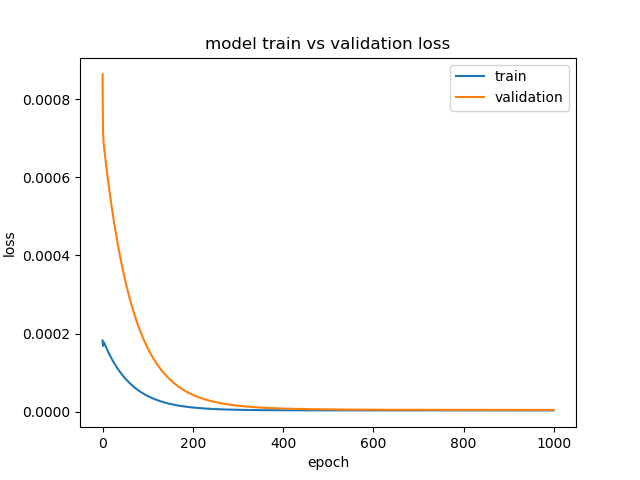 model train vs validation loss
train
validation
0.0008
0.0006
0.0004
0.0002
0.0000
loss
0 200 400 600 800 1000
epoch